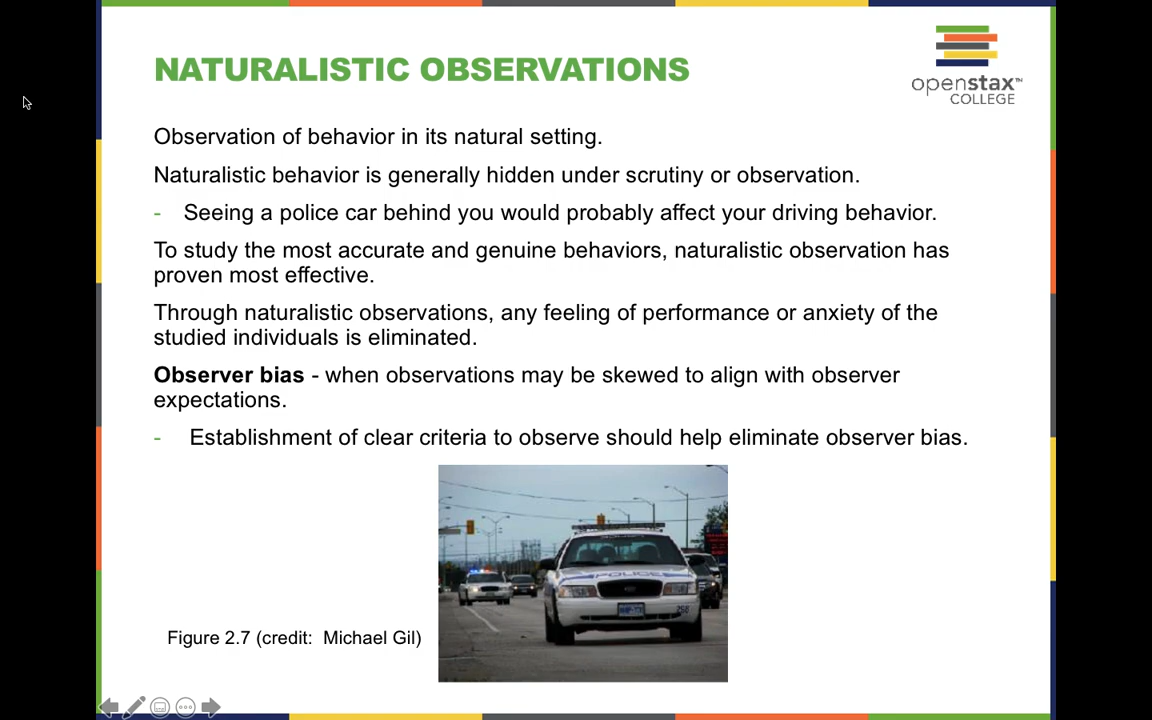 NATURALISTIC OBSERVATIONS
openstax™
COLLEGE
Observation of behavior in its natural setting.
Naturalistic behavior is generally hidden under scrutiny or observation.
- Seeing a police car behind you would probably affect your driving behavior.
To study the most accurate and genuine behaviors, naturalistic observation has
proven most effective.
Through naturalistic observations, any feeling of performance or anxiety of the
studied individuals is eliminated.
Observer bias - when observations may be skewed to align with observer
expectations.
- Establishment of clear criteria to observe should help eliminate observer bias.
POLICE
Figure 2.7 (credit: Michael Gil)